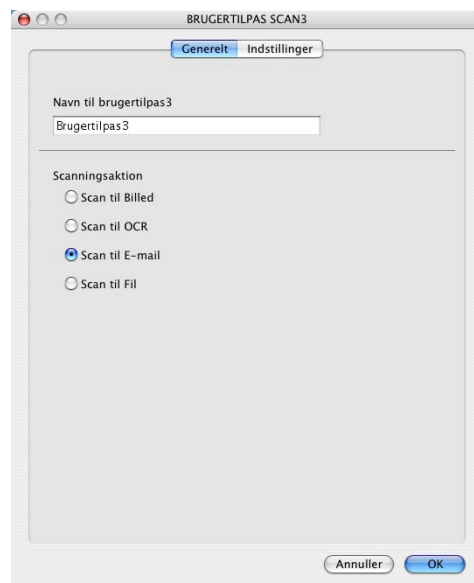 BRUGERTILPAS SCAN3
Generelt Indstillinger
Navn til brugertilpas3
Brugertilpas3
Scanningsaktion
Scan til Billed
Scan til OCR
Scan til E-mail
Scan til Fil
Annuller OK